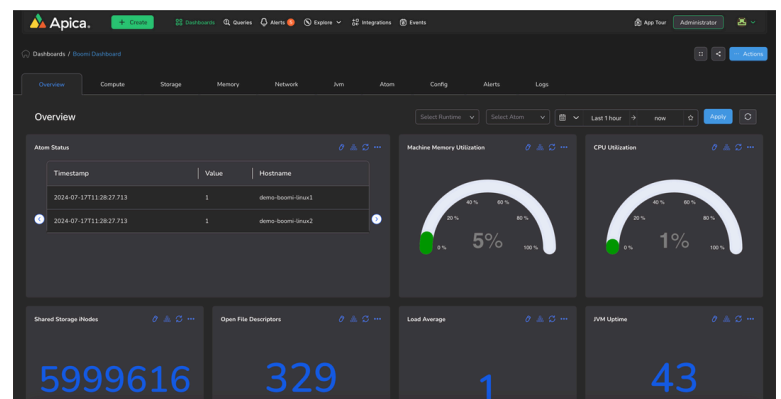 Apica.
+ Create
Dashboards
Queries
Alerts
Explore
Integrations
Events
App Tour
Administrator
Dashboards / Boomi Dashboard
Actions
Overview
Compute
Storage
Memory
Network
Jvm
Atom
Config
Alerts
Logs
Overview
Select Runtime
Select Atom
Last 1 hour
→
now
Apply
Atom Status
Timestamp
Value
Hostname
2024-07-17T11:28:27.713
1
demo-boomi-linux1
2024-07-17T11:28:27.713
1
demo-boomi-linux2
Machine Memory Utilization
40 %
60 %
20 %
80 %
5%
0 %
100 %
CPU Utilization
40 %
60 %
20 %
80 %
1%
0 %
100 %
Shared Storage iNodes
5999616
Open File Descriptors
329
Load Average
1
JVM Uptime
43